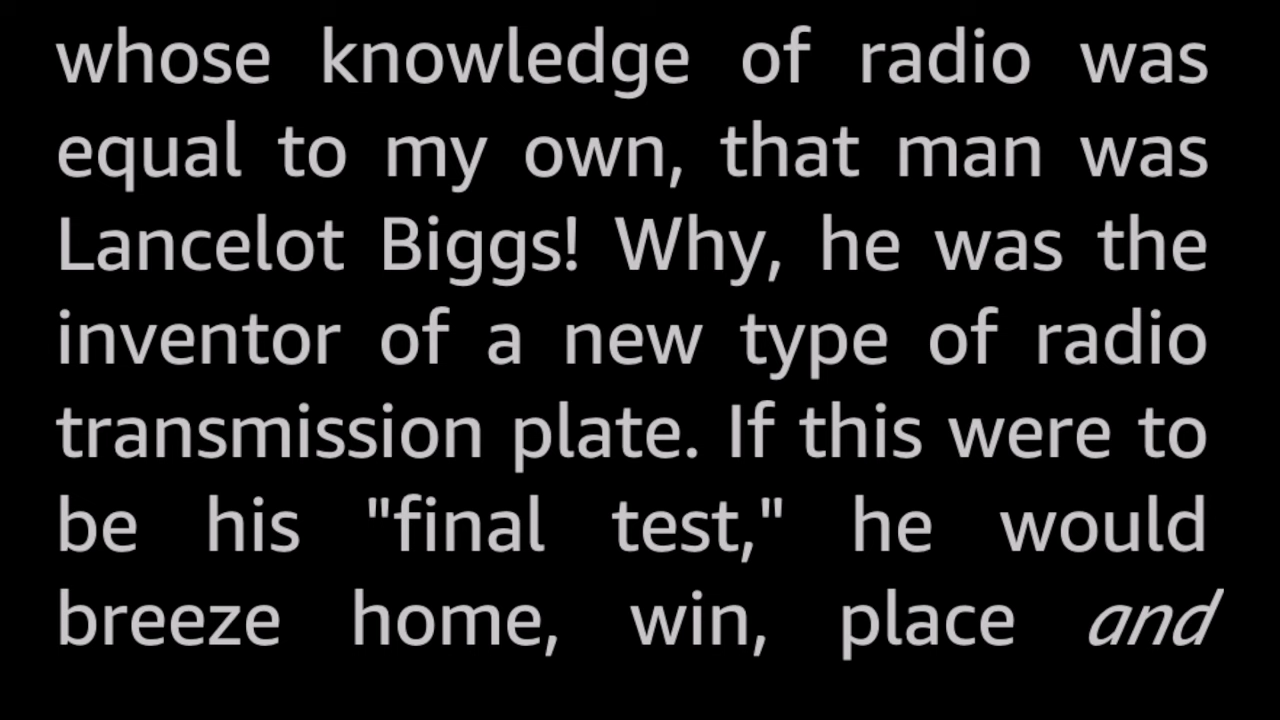 whose knowledge of radio was
equal to my own, that man was
Lancelot Biggs! Why, he was the
inventor of a new type of radio
transmission plate. If this were to
be his "final test," he would
breeze home, win, place and